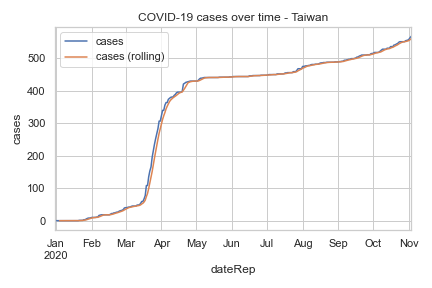 COVID-19 cases over time - Taiwan
cases
cases (rolling)
500
400
300
200
100
0
cases
Jan Feb Mar Apr May Jun Jul Aug Sep Oct Nov
2020
dateRep